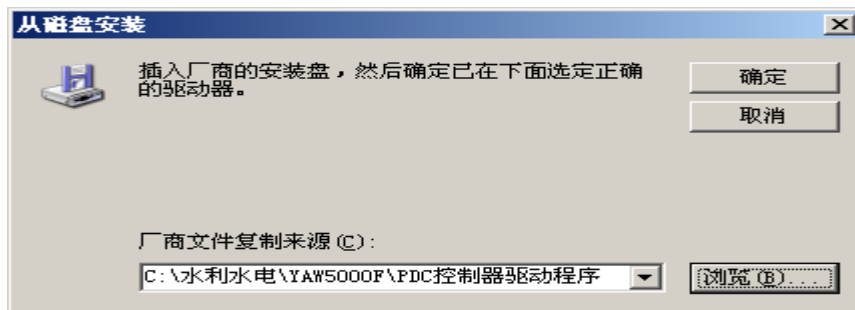 从磁盘安装
插入厂商的安装盘，然后确定已在下面选定正确
的驱动器。
确定
取消
厂商文件复制来源(C):
C:\水利水电\YAW5000F\PDC控制器驱动程序
浏览(B)...